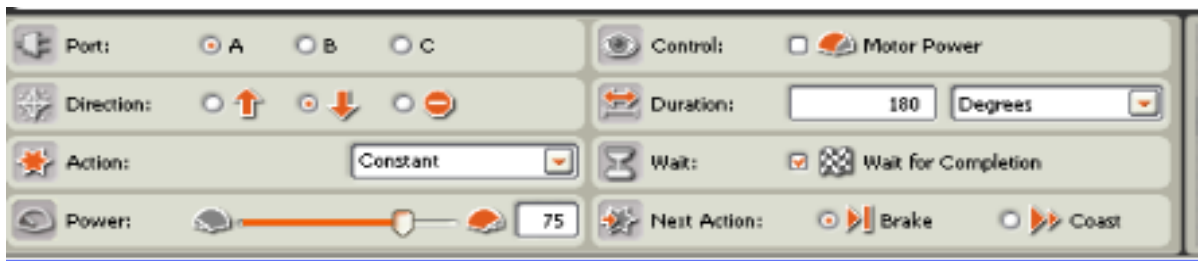 Port: A B C
Control: Motor Power
Direction:
Duration: 180 Degrees
Action: Constant
Wait: Wait for Completion
Power: 75
Next Action: Brake Coast